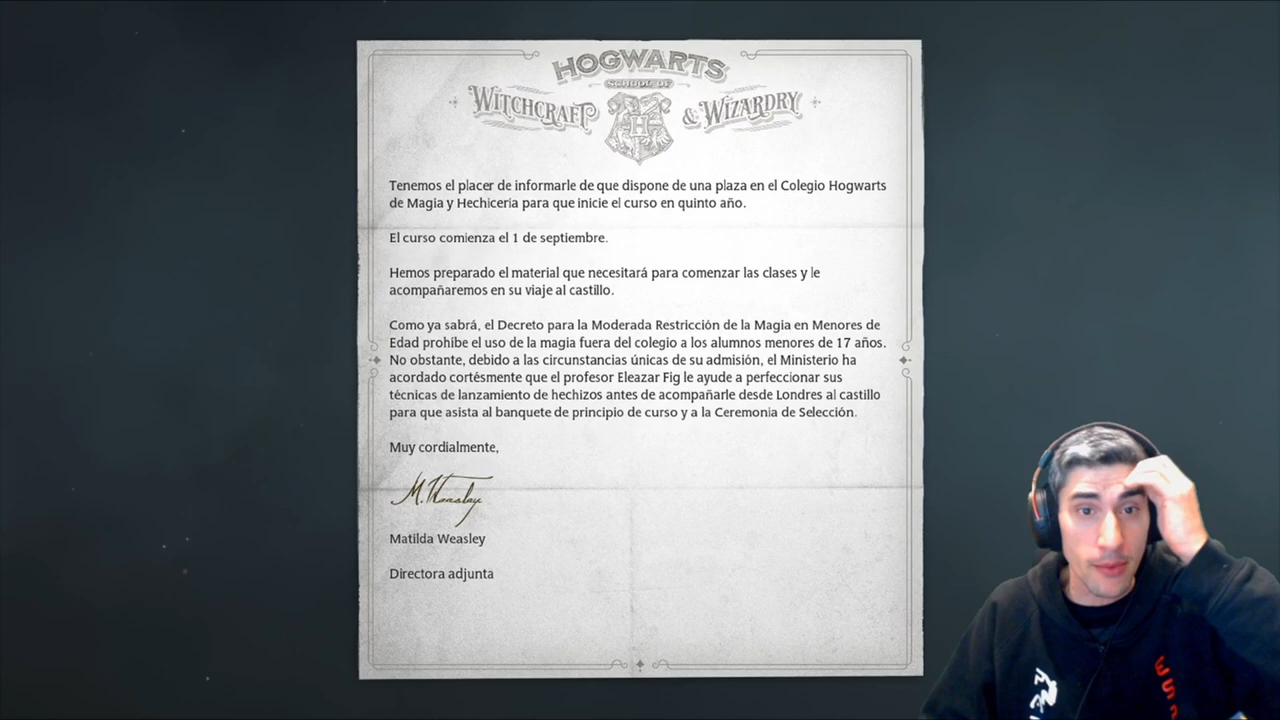 HOGWARTS
SCHOOL OF
WITCHCRAFT & WIZARDRY
H
Tenemos el placer de informarle de que dispone de una plaza en el Colegio Hogwarts
de Magia y Hechicería para que inicie el curso en quinto año.
El curso comienza el 1 de septiembre.
Hemos preparado el material que necesitará para comenzar las clases y le
acompañaremos en su viaje al castillo.
Como ya sabrá, el Decreto para la Moderada Restricción de la Magia en Menores de
Edad prohíbe el uso de la magia fuera del colegio a los alumnos menores de 17 años.
No obstante, debido a las circunstancias únicas de su admisión, el Ministerio ha
acordado cortésmente que el profesor Eleazar Fig le ayude a perfeccionar sus
técnicas de lanzamiento de hechizos antes de acompañarle desde Londres al castillo
para que asista al banquete de principio de curso y a la Ceremonia de Selección.
Muy cordialmente,
M. Weasley
Matilda Weasley
Directora adjunta